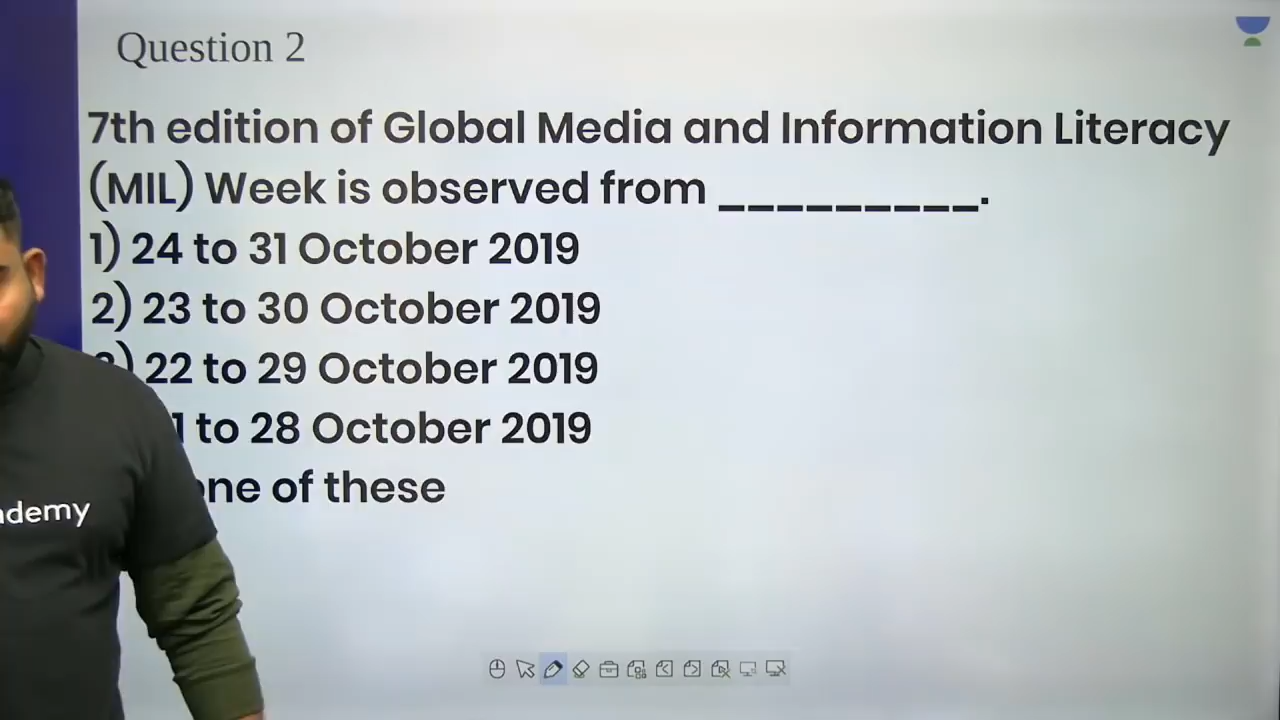 Question 2
7th edition of Global Media and Information Literacy
(MIL) Week is observed from _________.
1) 24 to 31 October 2019
2) 23 to 30 October 2019
22 to 29 October 2019
to 28 October 2019
of these